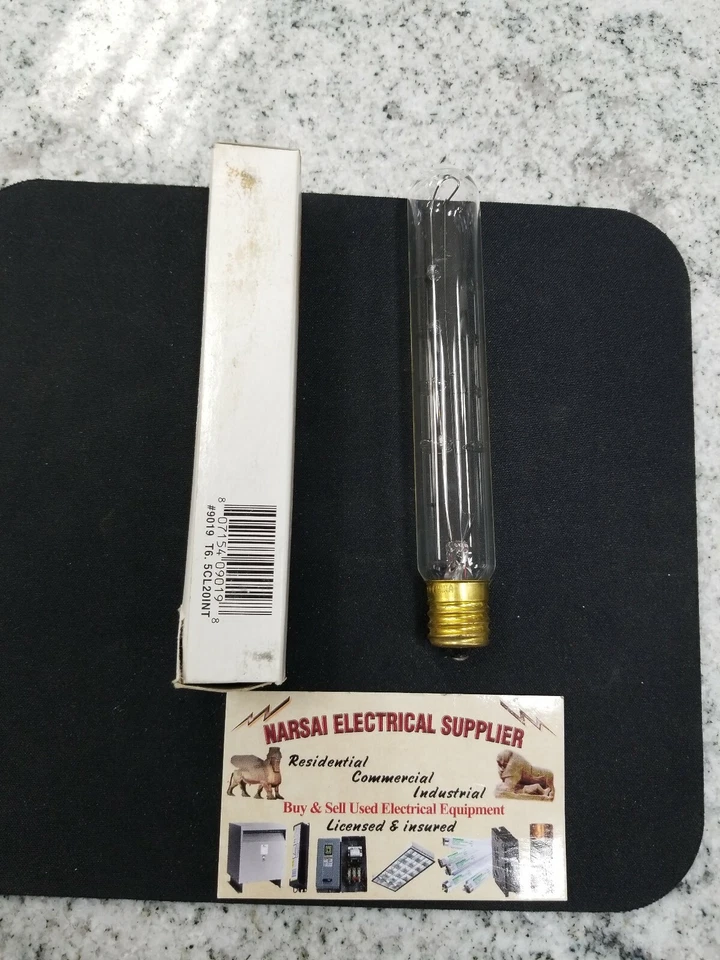 8 07154 09019 8
#9019 T6.5CL20INT
NARSAI ELECTRICAL SUPPLIER
Residential
Commercial
Industrial
Buy & Sell Used Electrical Equipment
Licensed & insured